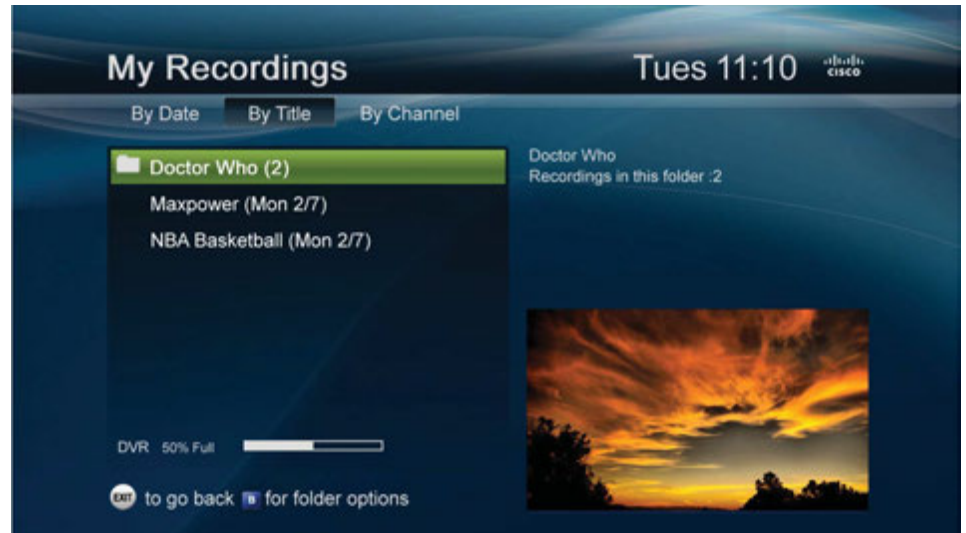 My Recordings
Tues 11:10
cisco
By Date By Title By Channel
Doctor Who (2)
Maxpower (Mon 2/7)
NBA Basketball (Mon 2/7)
Doctor Who
Recordings in this folder :2
DVR 50% Full
EXIT to go back B for folder options